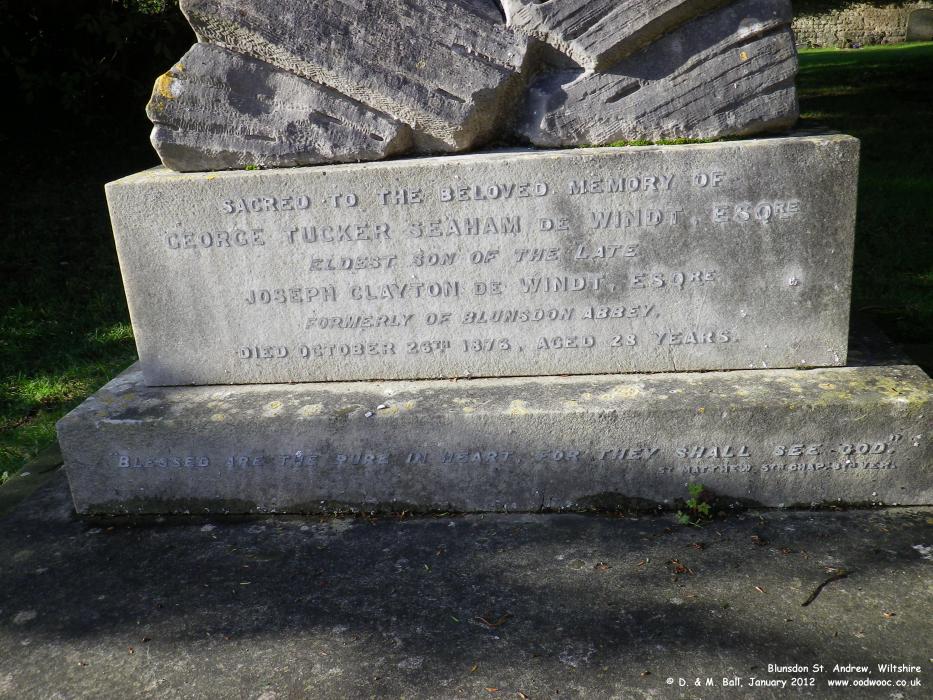 SACRED TO THE BELOVED MEMORY OF
GEORGE TUCKER SEAHAM DE WINDT, ESQRE
ELDEST SON OF THE LATE
JOSEPH CLAYTON DE WINDT, ESQRE
FORMERLY OF BLUNSDON ABBEY,
DIED OCTOBER 26TH 1876, AGED 28 YEARS.
"BLESSED ARE THE PURE IN HEART, FOR THEY SHALL SEE GOD."
ST MATTHEW, 5TH CHAP. 8TH VER.
Blunsdon St. Andrew, Wiltshire
© D. & M. Ball, January 2012 www.oodwooc.co.uk